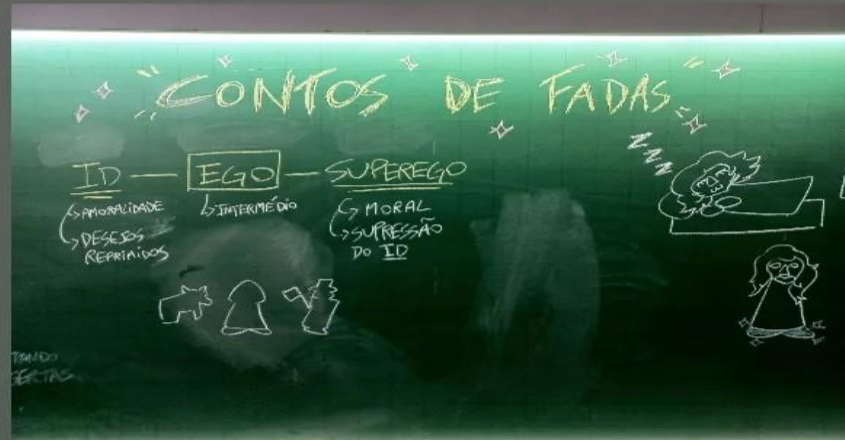 CONTOS DE FADAS
ID — EGO — SUPEREGO
↳ AMORALIDADE
↳ DESEJOS
REPRIMIDOS
↳ INTERMÉDIO
↳ MORAL
↳ SUPRESSÃO
DO ID
ZZZ